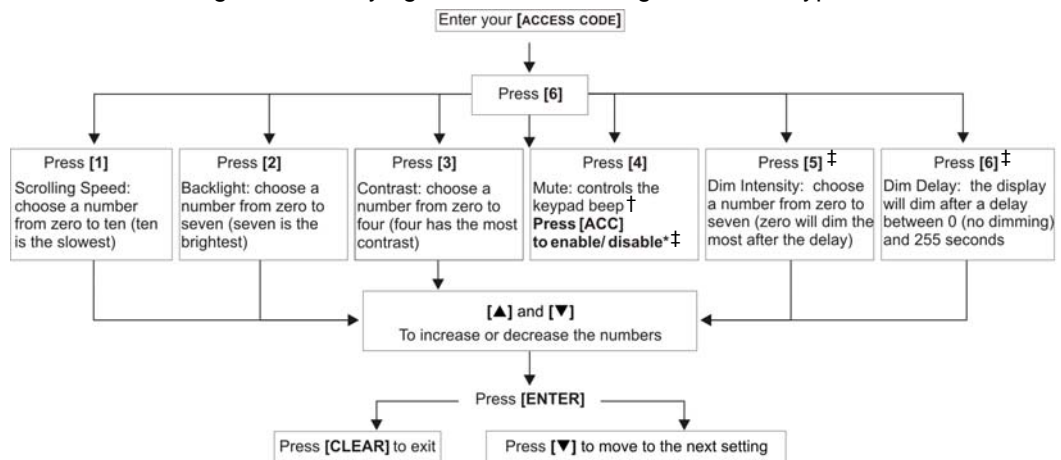 Enter your [ACCESS CODE]
Press [6]
Press [1]
Scrolling Speed:
choose a number
from zero to ten (ten
is the slowest)
Press [2]
Backlight: choose a
number from zero to
seven (seven is the
brightest)
Press [3]
Contrast: choose a
number from zero to
four (four has the most
contrast)
Press [4]
Mute: controls the
keypad beep†
Press [ACC]
to enable/ disable*‡
Press [5]‡
Dim Intensity: choose
a number from zero to
seven (zero will dim the
most after the delay)
Press [6]‡
Dim Delay: the display
will dim after a delay
between 0 (no dimming)
and 255 seconds
[▲] and [▼]
To increase or decrease the numbers
Press [ENTER]
Press [CLEAR] to exit
Press [▼] to move to the next setting